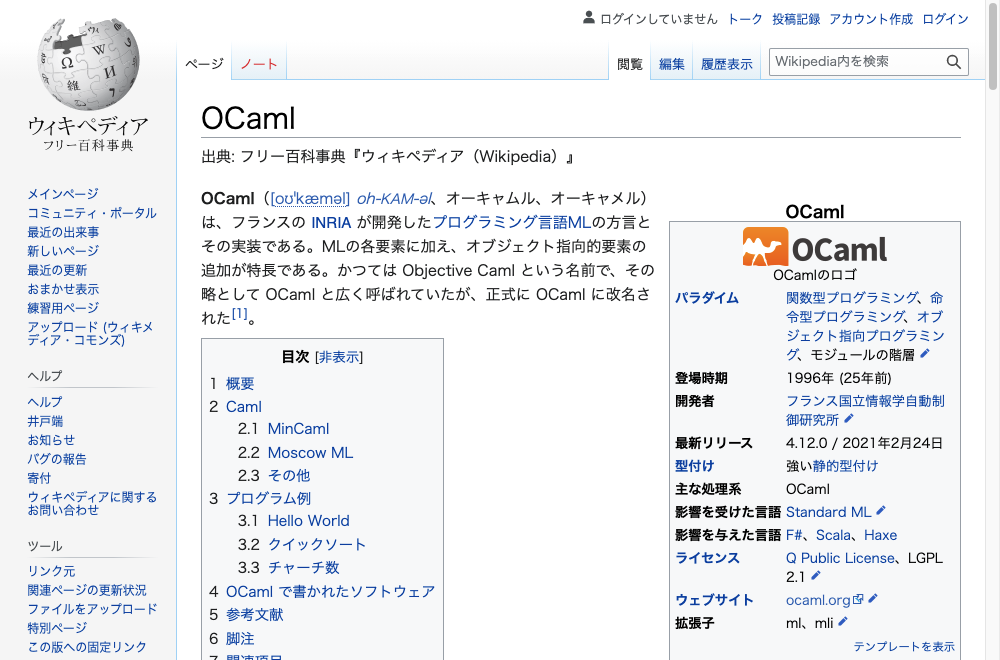 ログインしていません トーク 投稿記録 アカウント作成 ログイン
ページ ノート 閲覧 編集 履歴表示 Wikipedia内を検索
ウィキペディア
フリー百科事典
メインページ
コミュニティ・ポータル
最近の出来事
新しいページ
最近の更新
おまかせ表示
練習用ページ
アップロード (ウィキメ
ディア・コモンズ)
ヘルプ
ヘルプ
井戸端
お知らせ
バグの報告
寄付
ウィキペディアに関する
お問い合わせ
ツール
リンク元
関連ページの更新状況
ファイルをアップロード
特別ページ
この版への固定リンク
OCaml
出典: フリー百科事典『ウィキペディア（Wikipedia）』
OCaml（[oʊˈkæməl] oh-KAM-əl、オーキャムル、オーキャメル）
は、フランスの INRIA が開発したプログラミング言語MLの方言と
その実装である。MLの各要素に加え、オブジェクト指向的要素の
追加が特長である。かつては Objective Caml という名前で、その
略として OCaml と広く呼ばれていたが、正式に OCaml に改名さ
れた[1]。
目次 [非表示]
1 概要
2 Caml
2.1 MinCaml
2.2 Moscow ML
2.3 その他
3 プログラム例
3.1 Hello World
3.2 クイックソート
3.3 チャーチ数
4 OCaml で書かれたソフトウェア
5 参考文献
6 脚注
7 関連項目
OCaml
OCaml
OCamlのロゴ
パラダイム 関数型プログラミング、命
令型プログラミング、オブ
ジェクト指向プログラミン
グ、モジュールの階層
登場時期 1996年 (25年前)
開発者 フランス国立情報学自動制
御研究所
最新リリース 4.12.0 / 2021年2月24日
型付け 強い静的型付け
主な処理系 OCaml
影響を受けた言語 Standard ML
影響を与えた言語 F#、Scala、Haxe
ライセンス Q Public License、LGPL
2.1
ウェブサイト ocaml.org
拡張子 ml、mli
テンプレートを表示